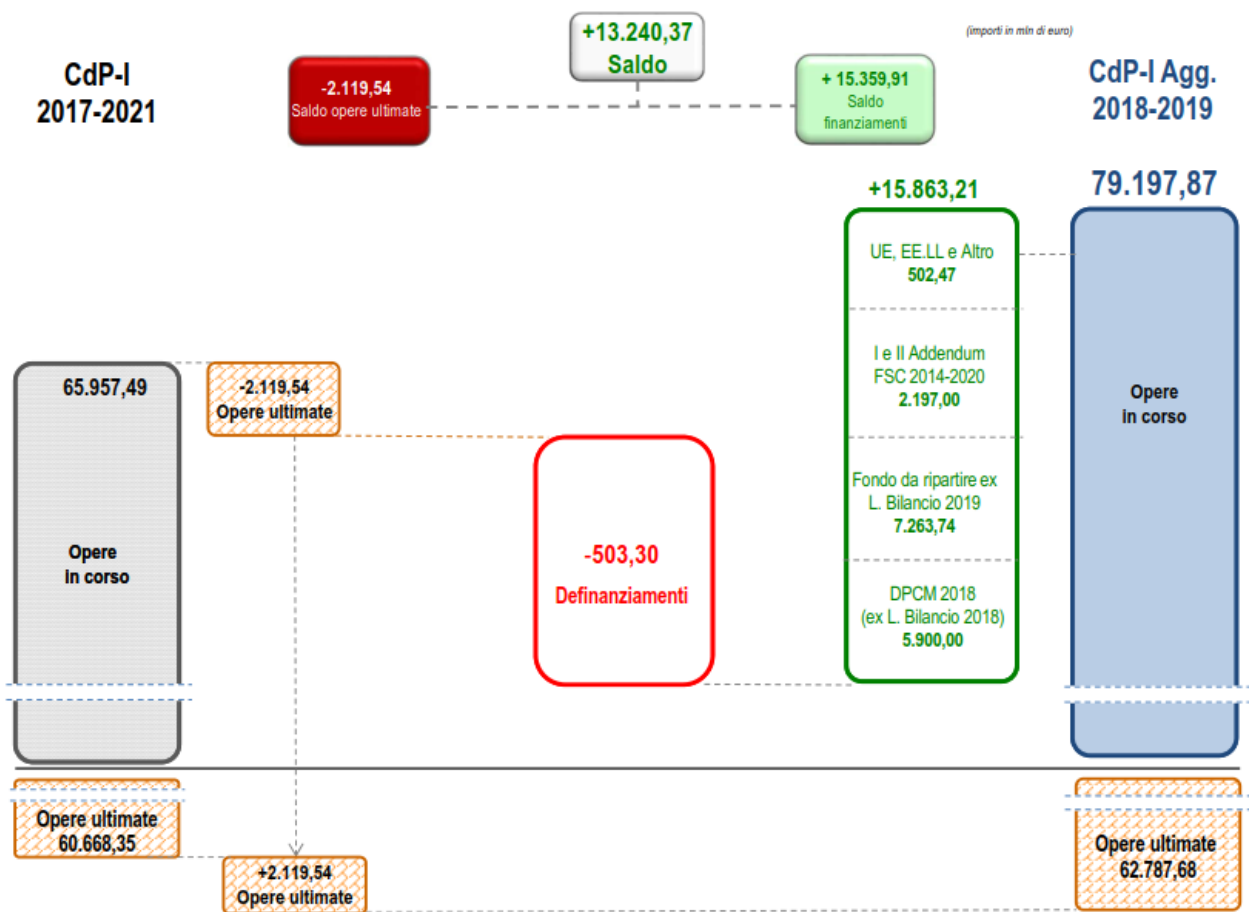 +13.240,37
Saldo
(importi in mln di euro)
CdP-I
2017-2021
-2.119,54
Saldo opere ultimate
+ 15.359,91
Saldo
finanziamenti
CdP-I Agg.
2018-2019
+15.863,21
79.197,87
UE, EE.LL e Altro
502,47
I e II Addendum
FSC 2014-2020
2.197,00
Fondo da ripartire ex
L. Bilancio 2019
7.263,74
DPCM 2018
(ex L. Bilancio 2018)
5.900,00
65.957,49
Opere
in corso
-2.119,54
Opere ultimate
-503,30
Definanziamenti
Opere
in corso
Opere ultimate
60.668,35
+2.119,54
Opere ultimate
Opere ultimate
62.787,68